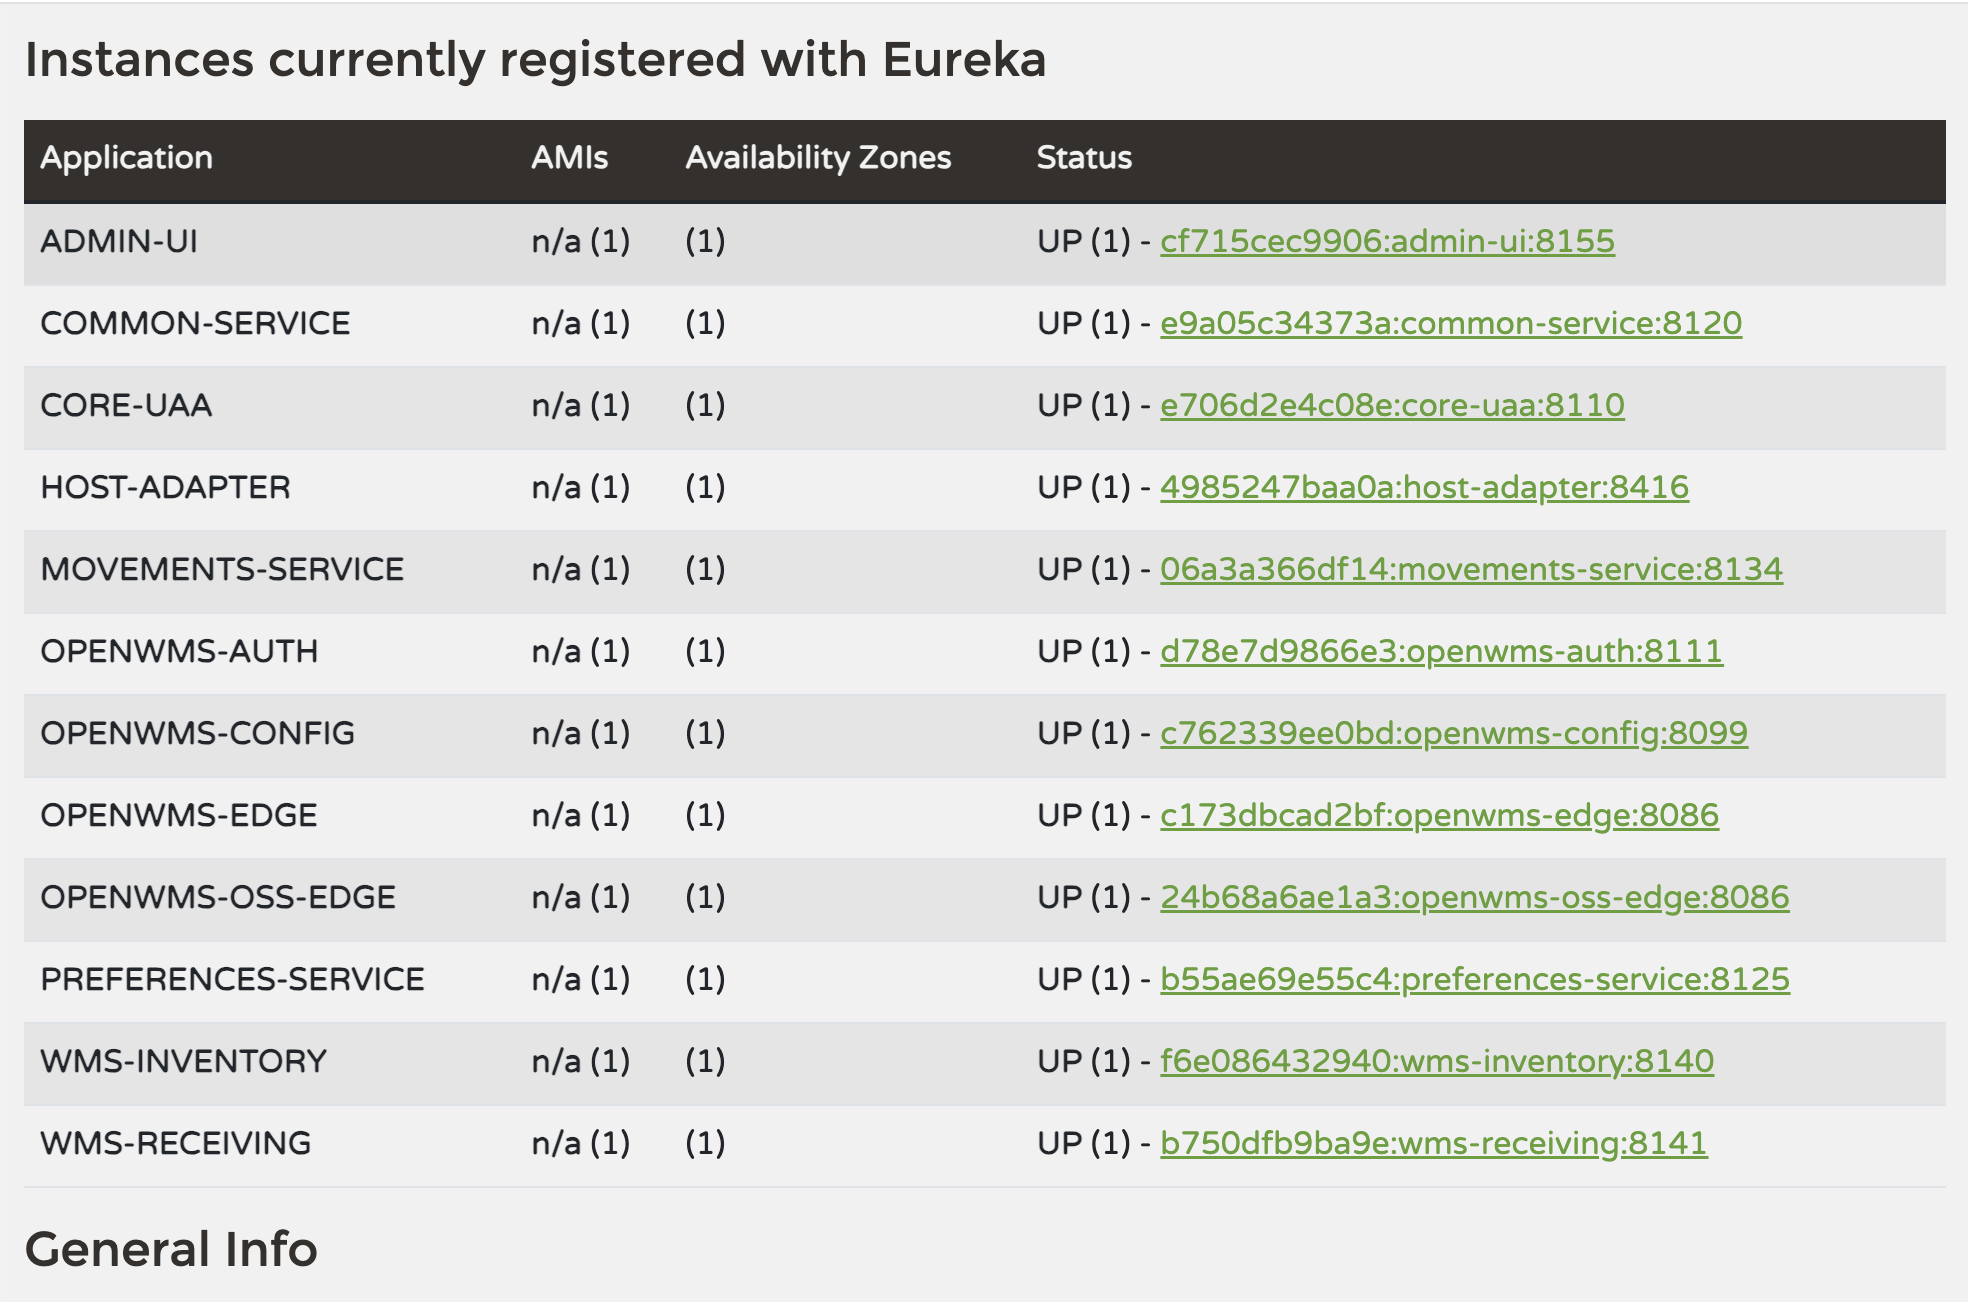 Instances currently registered with Eureka
Application AMIs Availability Zones Status
ADMIN-UI n/a (1) (1) UP (1) - cf715cec9906:admin-ui:8155
COMMON-SERVICE n/a (1) (1) UP (1) - e9a05c34373a:common-service:8120
CORE-UAA n/a (1) (1) UP (1) - e706d2e4c08e:core-uaa:8110
HOST-ADAPTER n/a (1) (1) UP (1) - 4985247baa0a:host-adapter:8416
MOVEMENTS-SERVICE n/a (1) (1) UP (1) - 06a3a366df14:movements-service:8134
OPENWMS-AUTH n/a (1) (1) UP (1) - d78e7d9866e3:openwms-auth:8111
OPENWMS-CONFIG n/a (1) (1) UP (1) - c762339ee0bd:openwms-config:8099
OPENWMS-EDGE n/a (1) (1) UP (1) - c173dbcad2bf:openwms-edge:8086
OPENWMS-OSS-EDGE n/a (1) (1) UP (1) - 24b68a6ae1a3:openwms-oss-edge:8086
PREFERENCES-SERVICE n/a (1) (1) UP (1) - b55ae69e55c4:preferences-service:8125
WMS-INVENTORY n/a (1) (1) UP (1) - f6e086432940:wms-inventory:8140
WMS-RECEIVING n/a (1) (1) UP (1) - b750dfb9ba9e:wms-receiving:8141
General Info